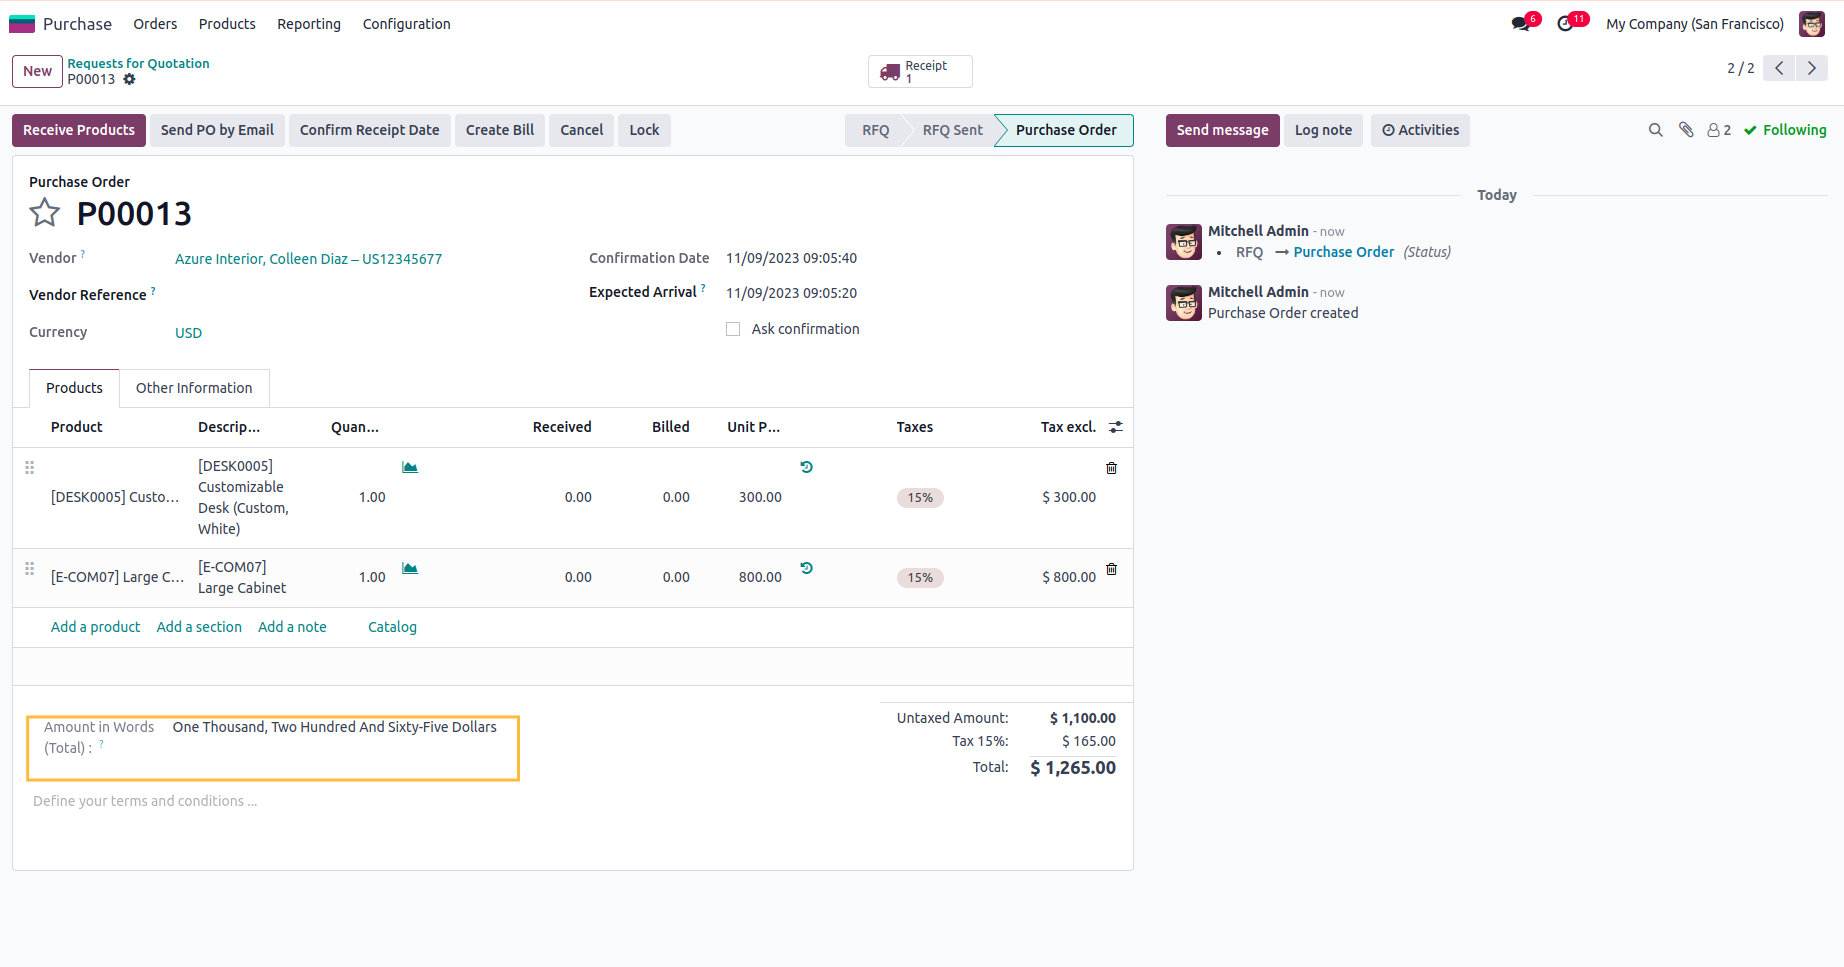 Purchase Orders Products Reporting Configuration 6 11 My Company (San Francisco)
New Requests for Quotation
P00013
Receipt
1
2 / 2
Receive Products Send PO by Email Confirm Receipt Date Create Bill Cancel Lock RFQ RFQ Sent Purchase Order
Send message Log note Activities 2 Following
Purchase Order
P00013
Vendor ? Azure Interior, Colleen Diaz – US12345677
Confirmation Date 11/09/2023 09:05:40
Vendor Reference ?
Expected Arrival ? 11/09/2023 09:05:20
Currency USD
Ask confirmation
Products Other Information
Product Descrip... Quan... Received Billed Unit P... Taxes Tax excl.
[DESK0005] Custo... [DESK0005]
Customizable
Desk (Custom,
White)
1.00 0.00 0.00 300.00 15% $ 300.00
[E-COM07] Large C... [E-COM07]
Large Cabinet
1.00 0.00 0.00 800.00 15% $ 800.00
Add a product Add a section Add a note Catalog
Amount in Words
(Total) : ?
One Thousand, Two Hundred And Sixty-Five Dollars
Untaxed Amount: $ 1,100.00
Tax 15%: $ 165.00
Total: $ 1,265.00
Define your terms and conditions ...
Today
Mitchell Admin - now
• RFQ → Purchase Order (Status)
Mitchell Admin - now
Purchase Order created